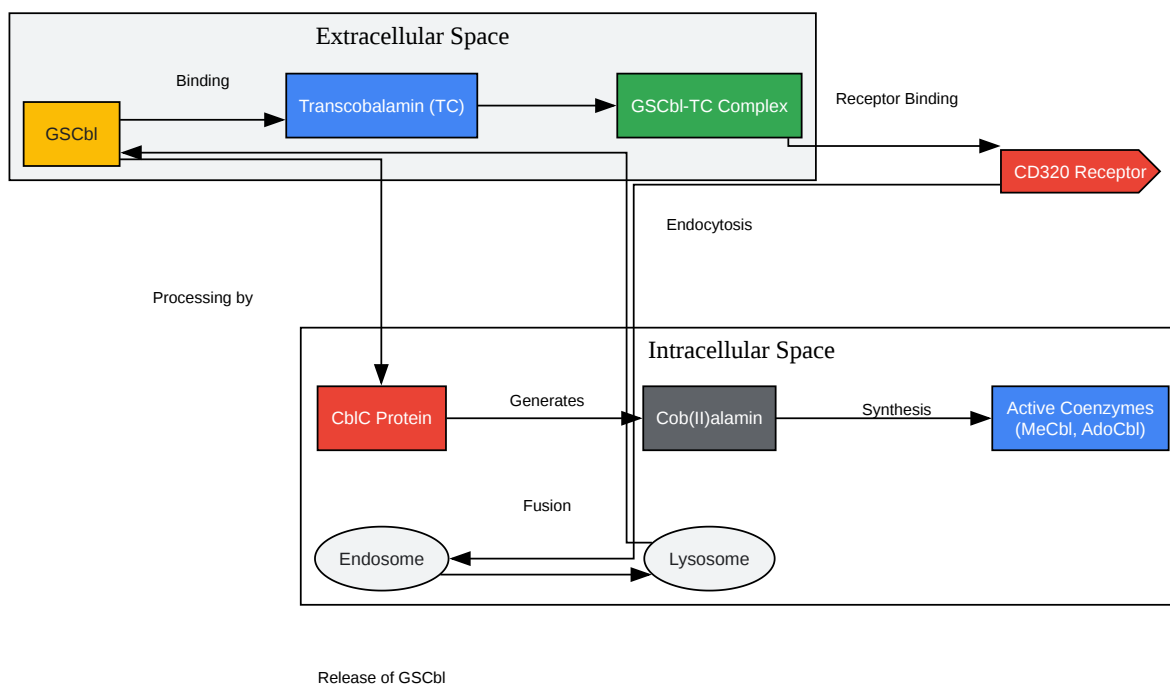 Extracellular Space
Binding
Transcobalamin (TC)
GSCbl-TC Complex
Receptor Binding
GSCbl
CD320 Receptor
Endocytosis
Processing by
Intracellular Space
CblC Protein
Generates
Cob(II)alamin
Synthesis
Active Coenzymes
(MeCbl, AdoCbl)
Fusion
Endosome
Lysosome
Release of GSCbl